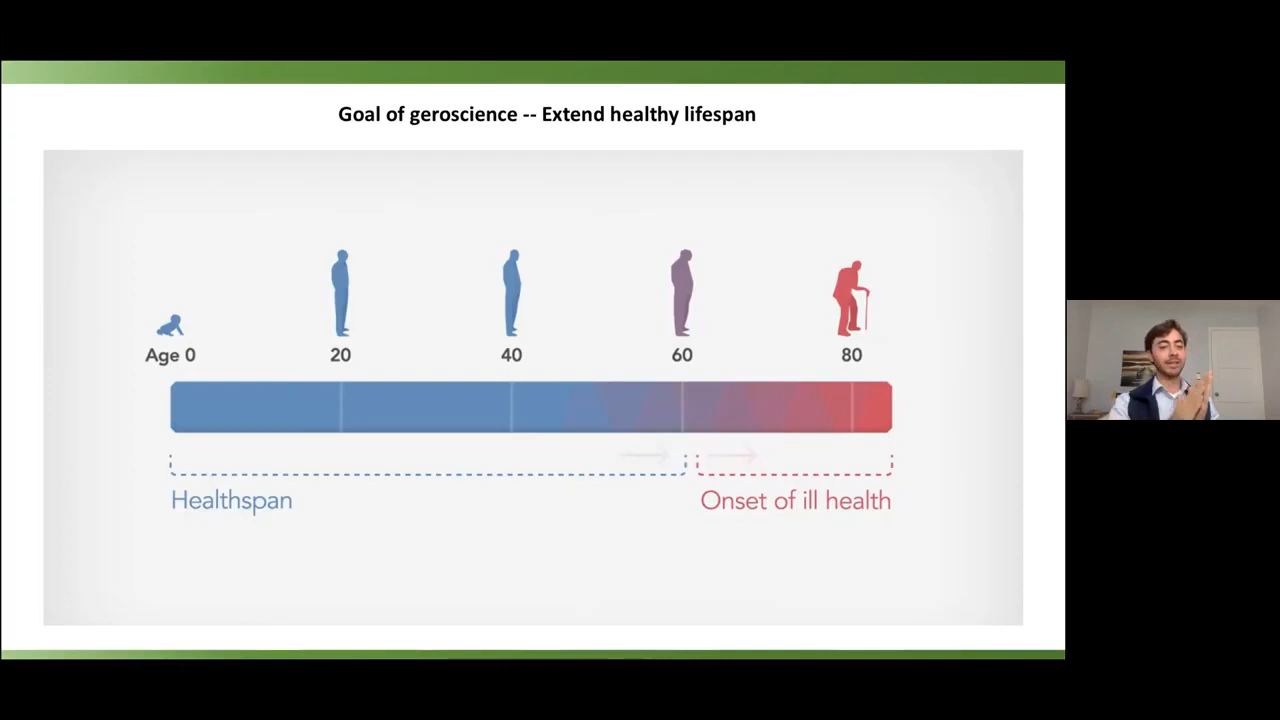 Goal of geroscience -- Extend healthy lifespan
Age 0 20 40 60 80
Healthspan Onset of ill health